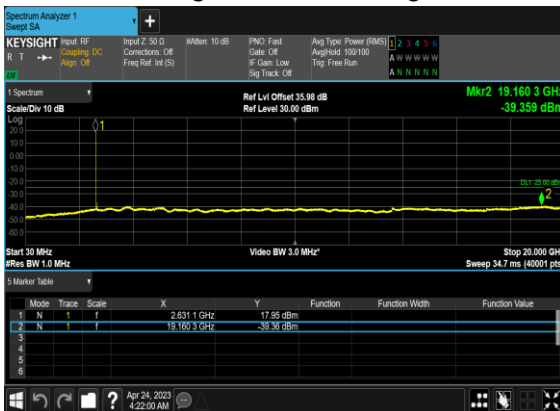 Spectrum Analyzer 1
Swept SA
KEYSIGHT
R T
LV
Input: RF
Coupling: DC
Align: Off
Input Z: 50 Ω
Corrections: Off
Freq Ref: Int (S)
#Atten: 10 dB
PNO: Fast
Gate: Off
IF Gain: Low
Sig Track: Off
Avg Type: Power (RMS)
Avg|Hold: 100/100
Trig: Free Run
1 2 3 4 5 6
A W W W W W
A N N N N N
1 Spectrum
Scale/Div 10 dB
Ref Lvl Offset 35.98 dB
Ref Level 30.00 dBm
Mkr2 19.160 3 GHz
-39.359 dBm
Log
20.0
10.0
0.00
-10.0
-20.0
-30.0
-40.0
-50.0
-60.0
1
DL1 -25.00 dBm
2
Start 30 MHz
#Res BW 1.0 MHz
Video BW 3.0 MHz*
Stop 20.000 GHz
Sweep 34.7 ms (40001 pts)
5 Marker Table
Mode Trace Scale X Y Function Function Width Function Value
1 N 1 f 2.631 1 GHz 17.95 dBm
2 N 1 f 19.160 3 GHz -39.36 dBm
3
4
5
6
?
Apr 24, 2023
4:22:00 AM